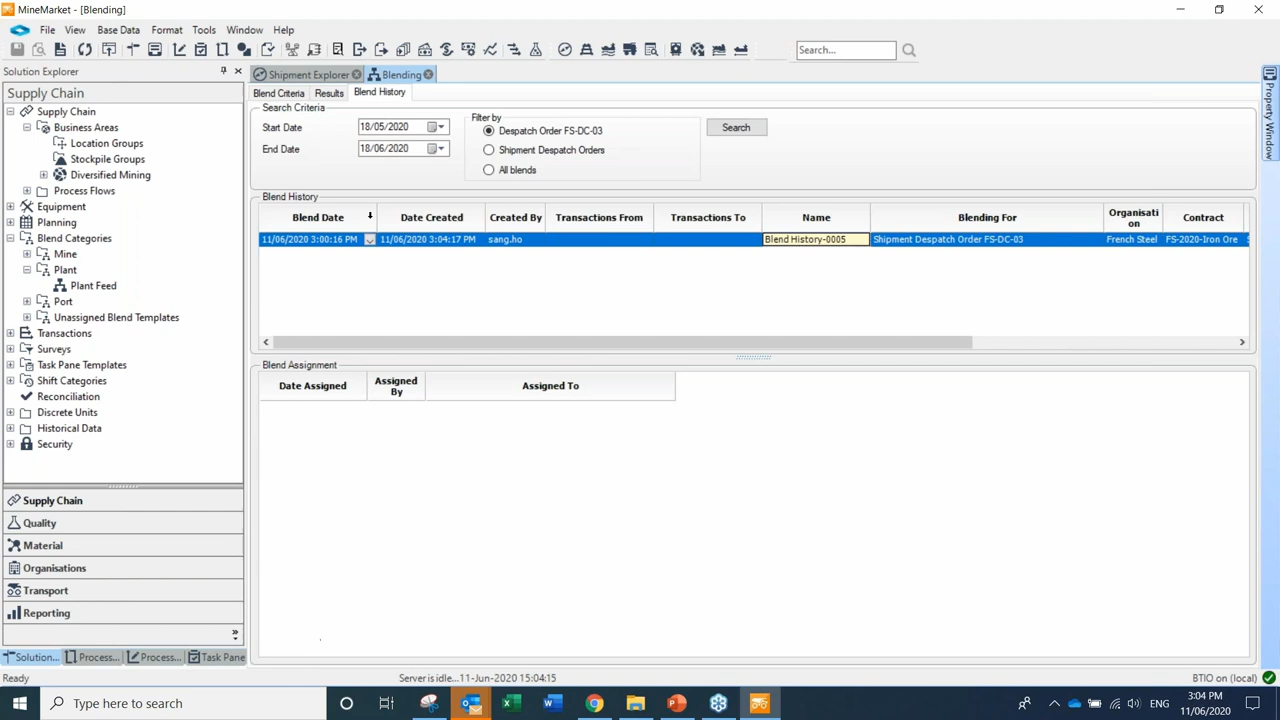 MineMarket - [Blending]
File View Base Data Format Tools Window Help
Search...
Solution Explorer
Shipment Explorer Blending
Supply Chain
Blend Criteria Results Blend History
Search Criteria
Start Date 18/05/2020
End Date 18/06/2020
Filter by
Despatch Order FS-DC-03
Shipment Despatch Orders
All blends
Search
Blend History
Blend Date Date Created Created By Transactions From Transactions To Name Blending For Organisati on Contract
11/06/2020 3:00:16 PM 11/06/2020 3:04:17 PM sang.ho Blend History-0005 Shipment Despatch Order FS-DC-03 French Steel FS-2020-Iron Ore
Blend Assignment
Date Assigned Assigned By Assigned To
Supply Chain
Business Areas
Location Groups
Stockpile Groups
Diversified Mining
Process Flows
Equipment
Planning
Blend Categories
Mine
Plant
Plant Feed
Port
Unassigned Blend Templates
Transactions
Surveys
Task Pane Templates
Shift Categories
Reconciliation
Discrete Units
Historical Data
Security
Supply Chain
Quality
Material
Organisations
Transport
Reporting
Solution... Process... Process... Task Pane
Property Window
Ready
Server is idle...11-Jun-2020 15:04:15
BTIO on (local)
Type here to search
ENG
3:04 PM
11/06/2020